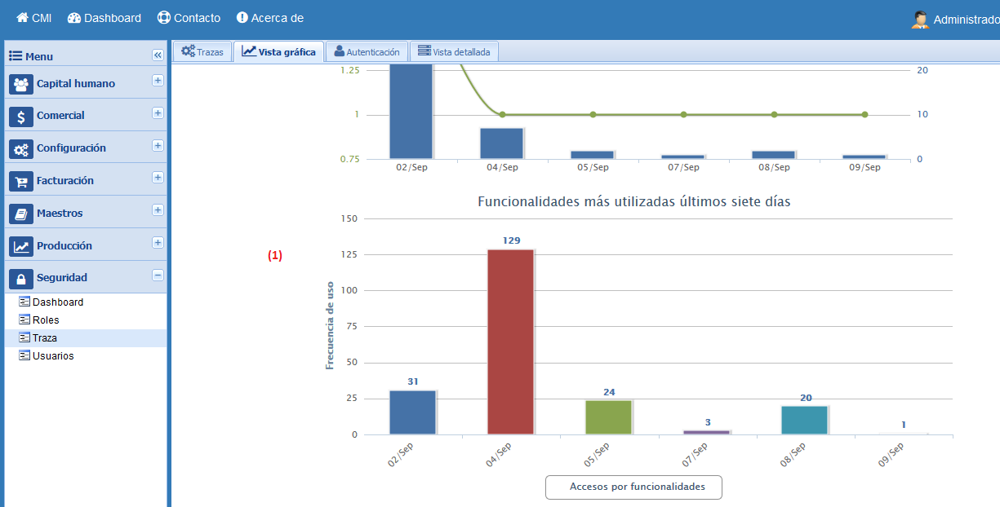 CMI Dashboard Contacto Acerca de Administrado
Menu
Capital humano
Comercial
Configuración
Facturación
Maestros
Producción
Seguridad
Dashboard
Roles
Traza
Usuarios
Trazas Vista gráfica Autenticación Vista detallada
1.25 20
1 10
0.75 0
02/Sep 04/Sep 05/Sep 07/Sep 08/Sep 09/Sep
Funcionalidades más utilizadas últimos siete días
(1)
Frecuencia de uso
150
125
100
75
50
25
0
31 129 24 3 20 1
02/Sep 04/Sep 05/Sep 07/Sep 08/Sep 09/Sep
Accesos por funcionalidades